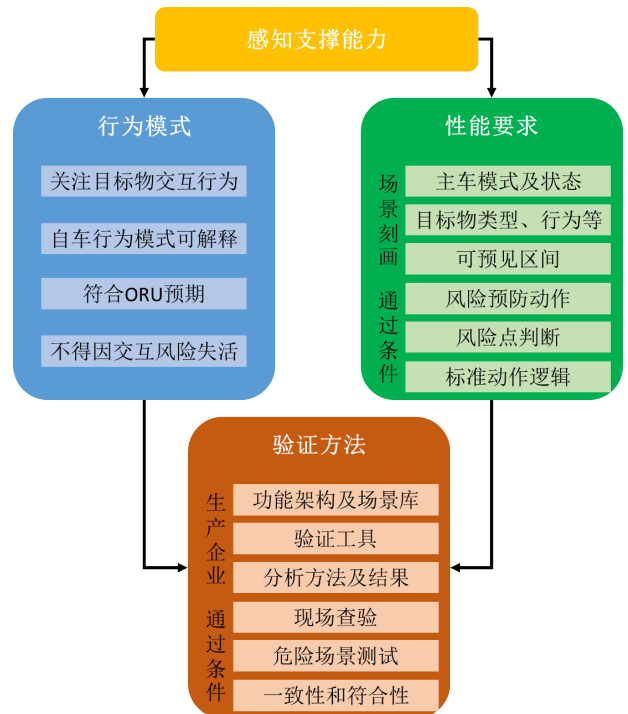 感知支撑能力
行为模式
关注目标物交互行为
自车行为模式可解释
符合ORU预期
不得因交互风险失活
性能要求
场景刻画
主车模式及状态
目标物类型、行为等
可预见区间
通过条件
风险预防动作
风险点判断
标准动作逻辑
验证方法
生产企业
功能架构及场景库
验证工具
分析方法及结果
通过条件
现场查验
危险场景测试
一致性和符合性